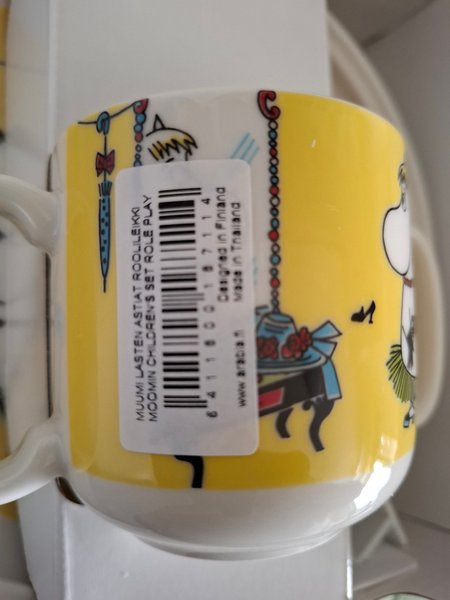 MUUMI LASTEN ASTIAT ROOLILEIKKI
MOOMIN CHILDREN'S SET ROLE PLAY
6 411800 187114
Designed in Finland
Made in Thailand
www.arabia.fi